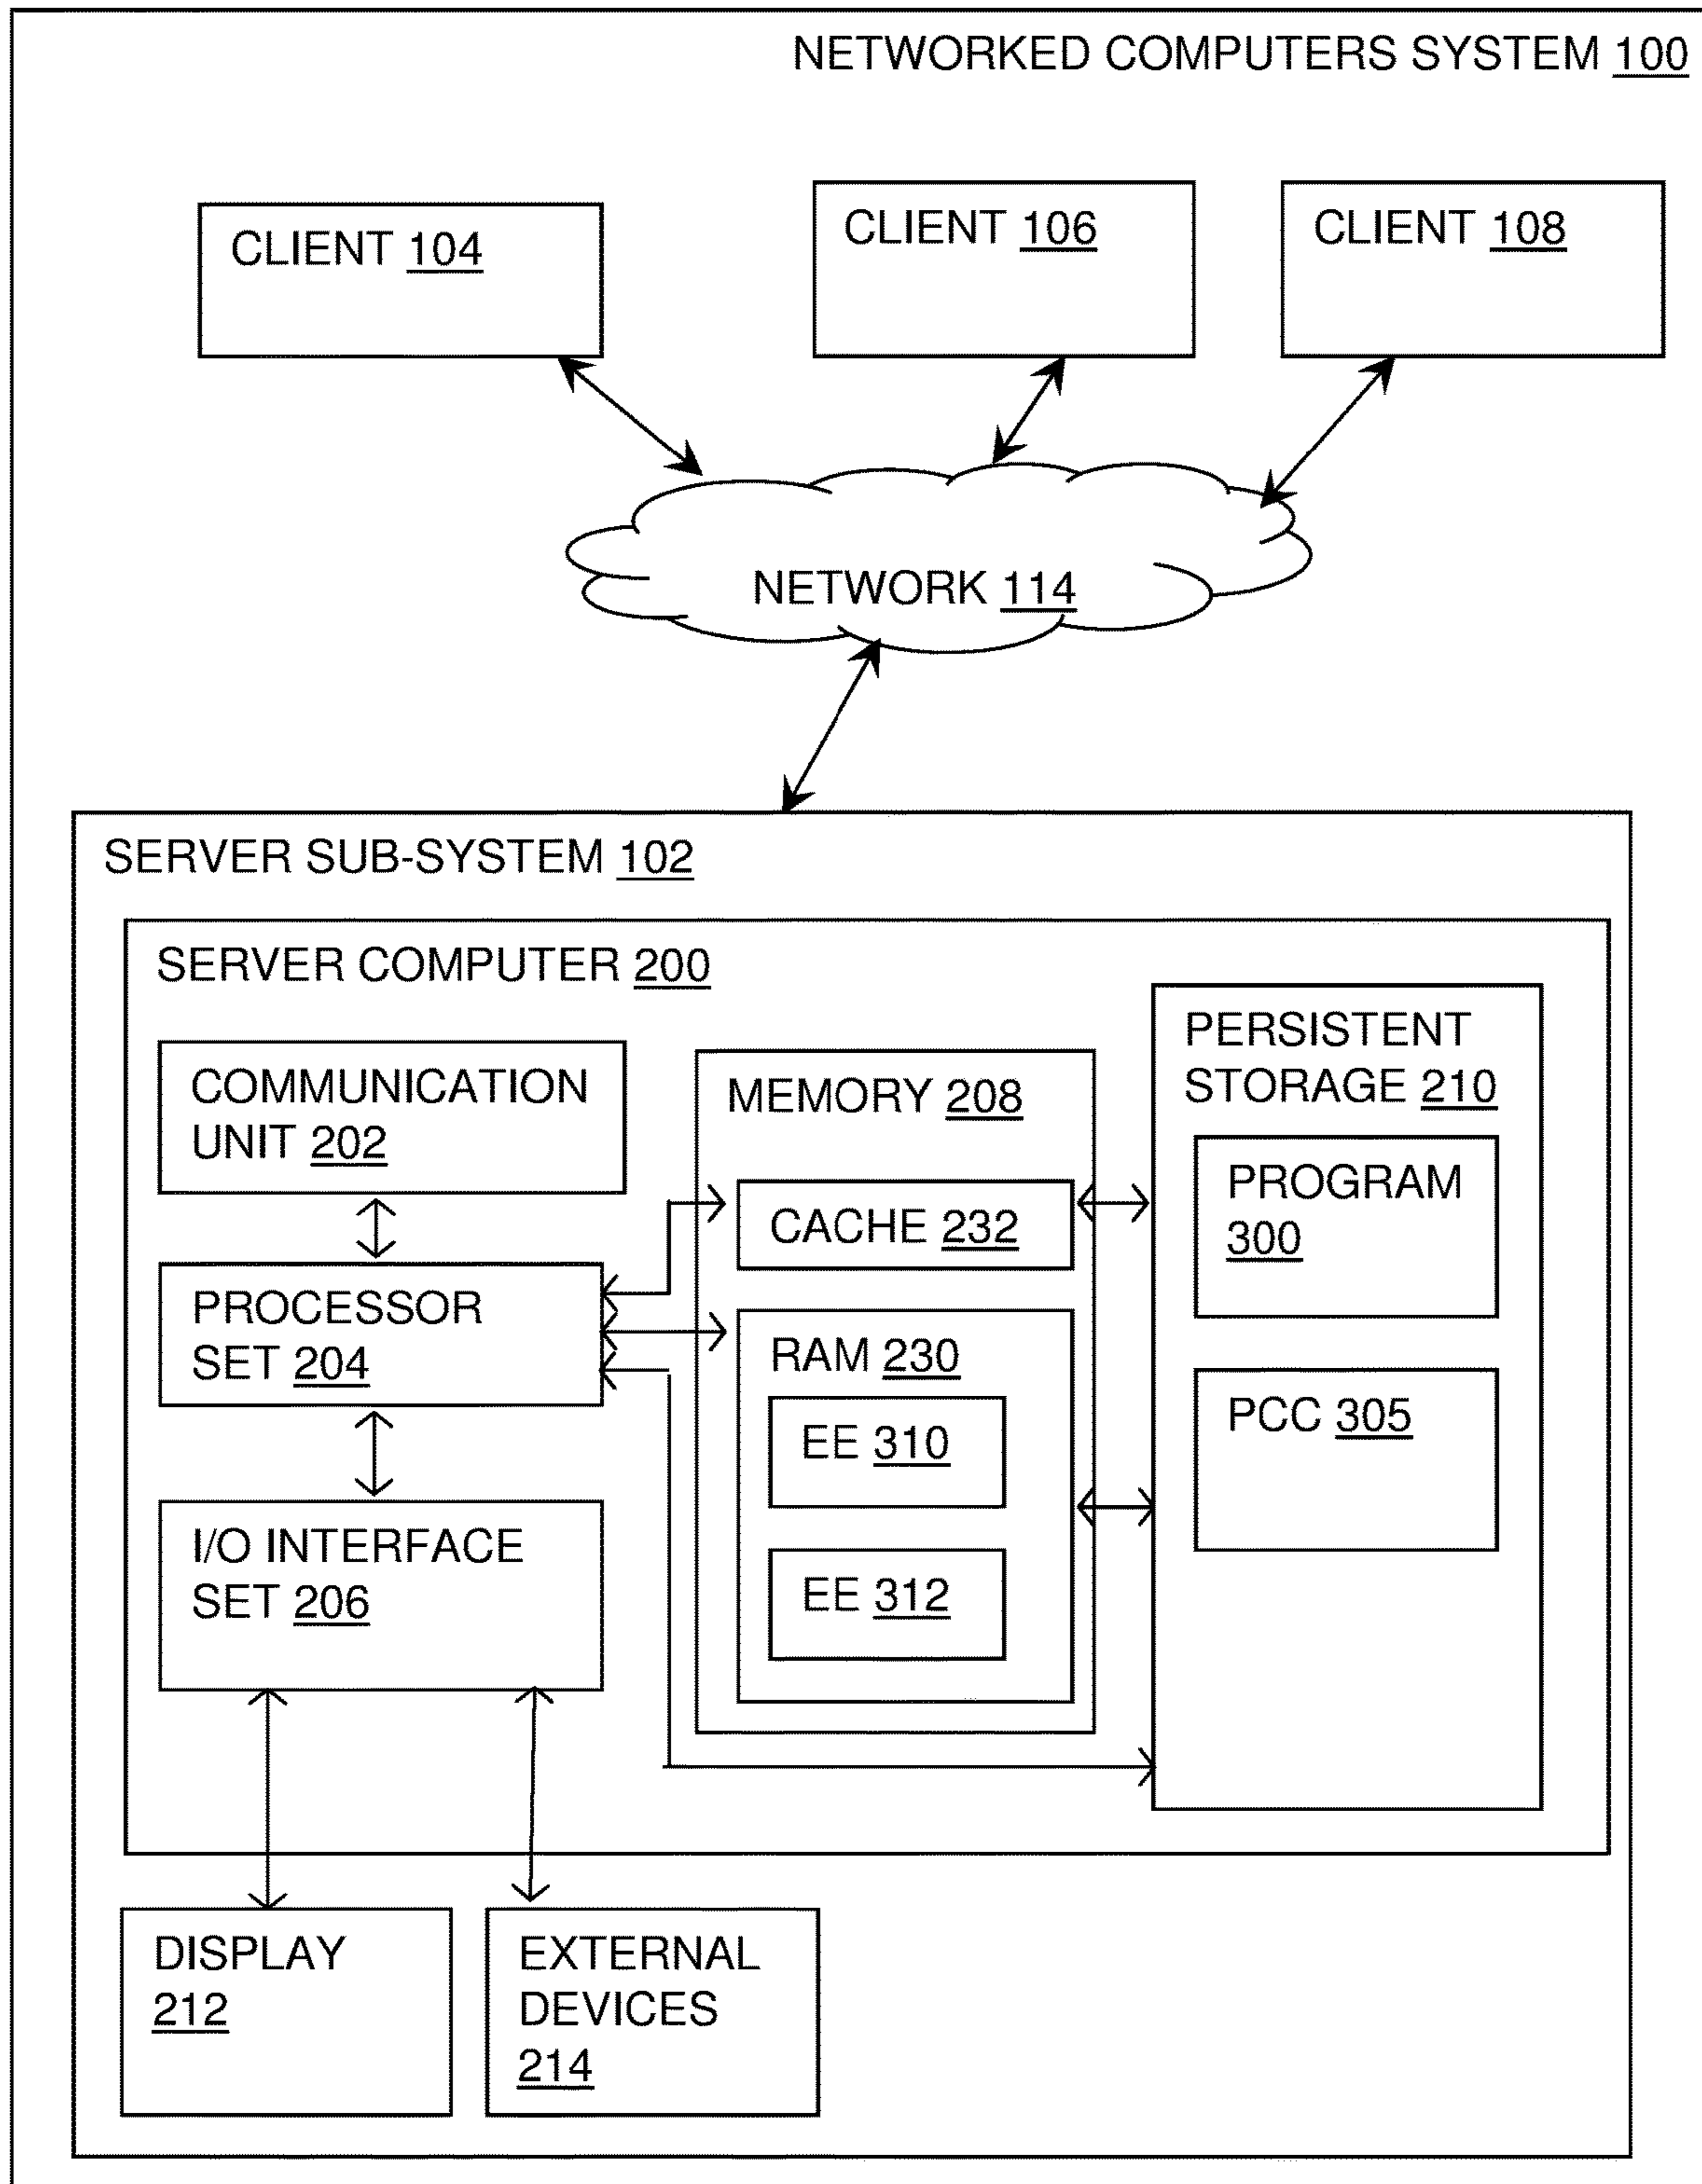 NETWORKED COMPUTERS SYSTEM 100
CLIENT 104
CLIENT 106
CLIENT 108
NETWORK 114
SERVER SUB-SYSTEM 102
SERVER COMPUTER 200
COMMUNICATION
UNIT 202
PROCESSOR
SET 204
I/O INTERFACE
SET 206
MEMORY 208
CACHE 232
RAM 230
EE 310
EE 312
PERSISTENT
STORAGE 210
PROGRAM
300
PCC 305
DISPLAY
212
EXTERNAL
DEVICES
214